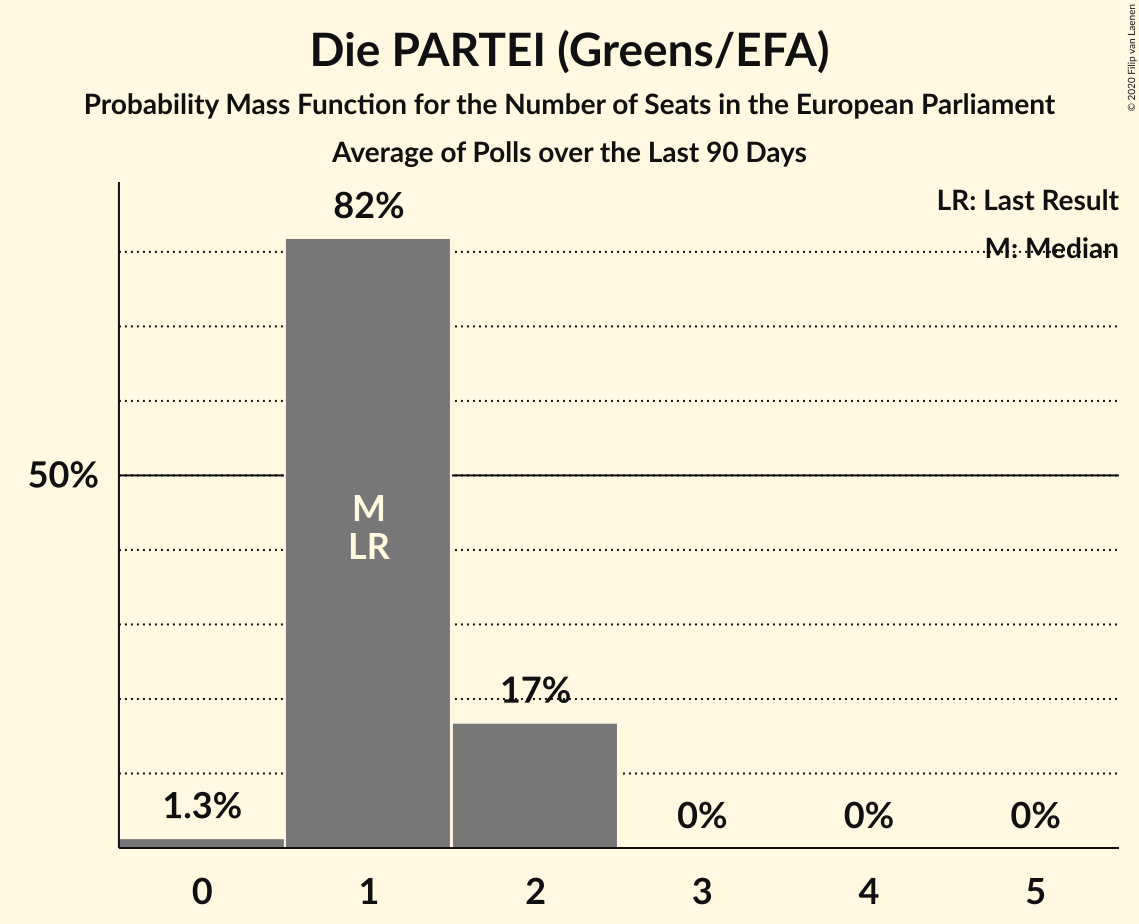 Die PARTEI (Greens/EFA)
Probability Mass Function for the Number of Seats in the European Parliament
Average of Polls over the Last 90 Days
© 2020 Filip van Laenen
LR: Last Result
M: Median
82%
50%
M
LR
17%
1.3%
0%
0%
0%
0
1
2
3
4
5